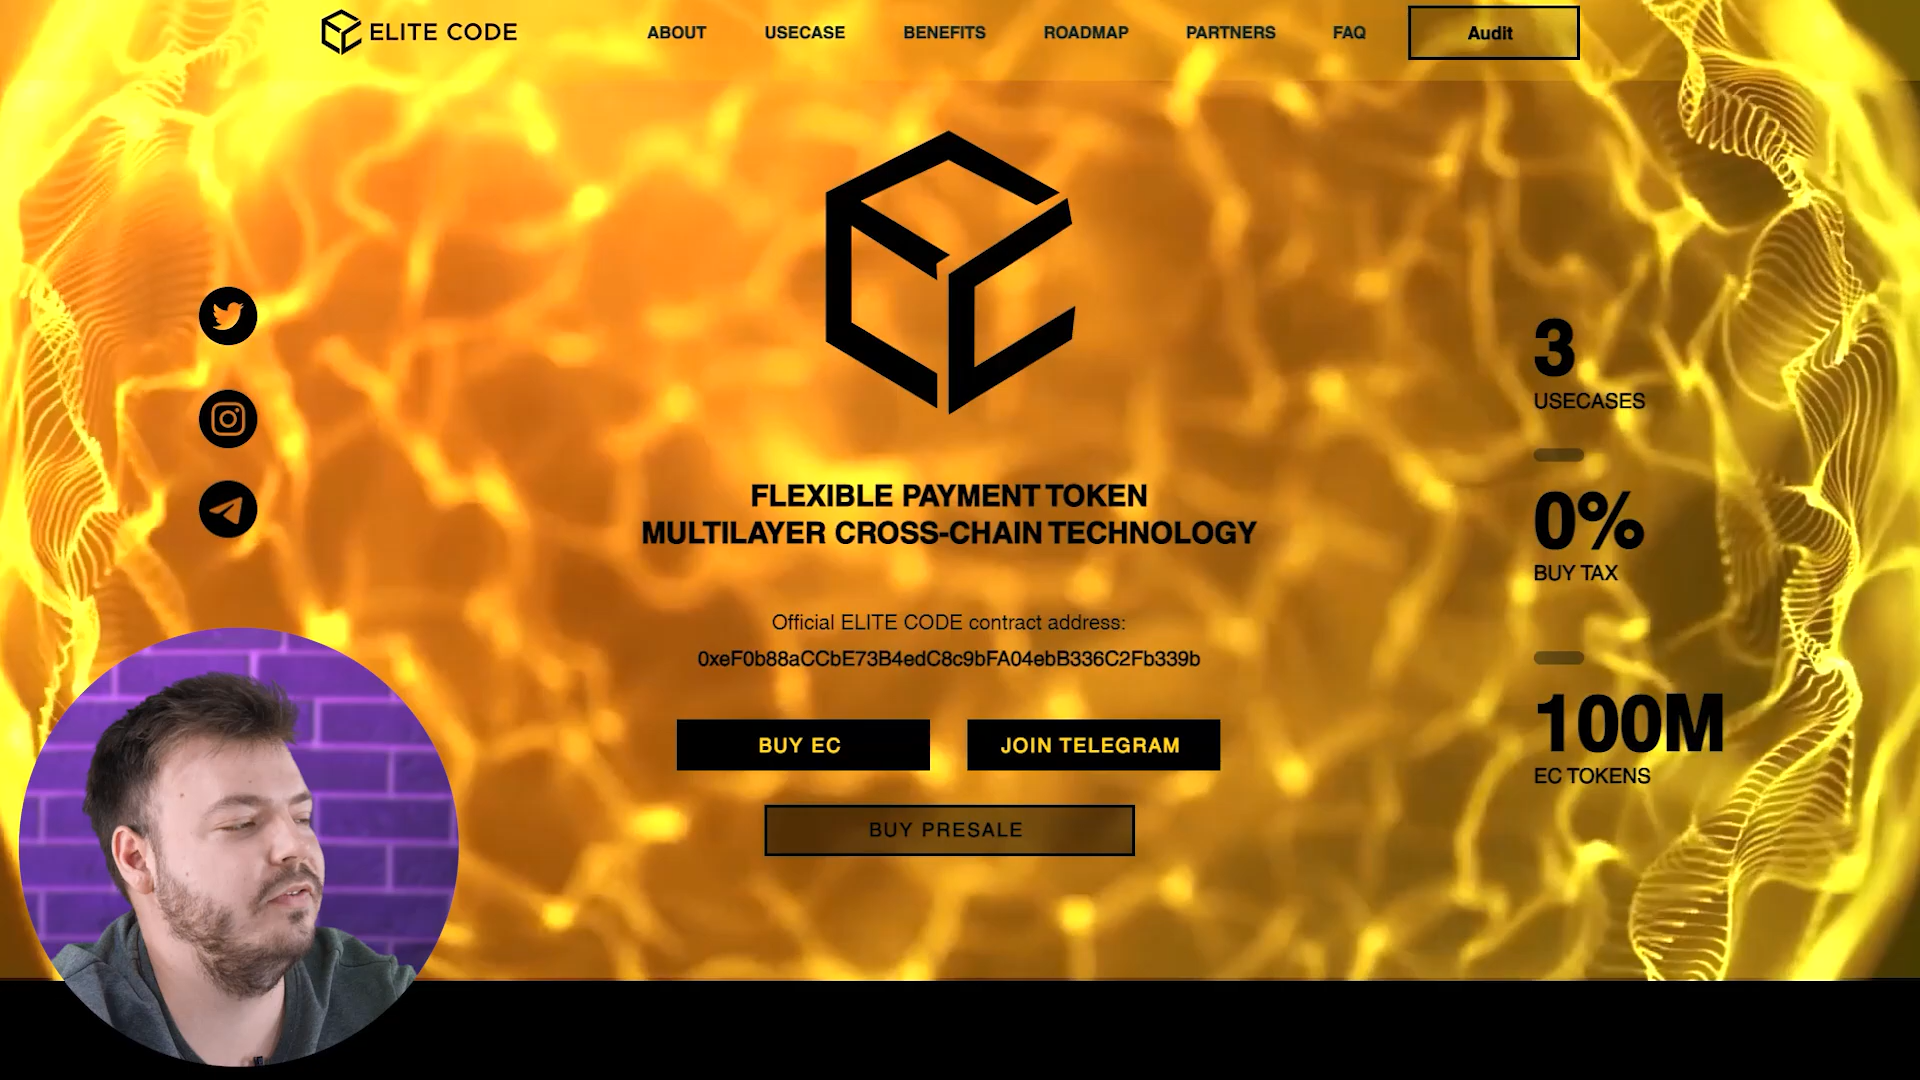 ELITE CODE
ABOUT
USECASE
BENEFITS
ROADMAP
PARTNERS
FAQ
Audit
FLEXIBLE PAYMENT TOKEN
MULTILAYER CROSS-CHAIN TECHNOLOGY
Official ELITE CODE contract address:
0xeF0b88aCCbE73B4edC8c9bFA04ebB336C2Fb339b
BUY EC
JOIN TELEGRAM
BUY PRESALE
3
USECASES
0%
BUY TAX
100M
EC TOKENS